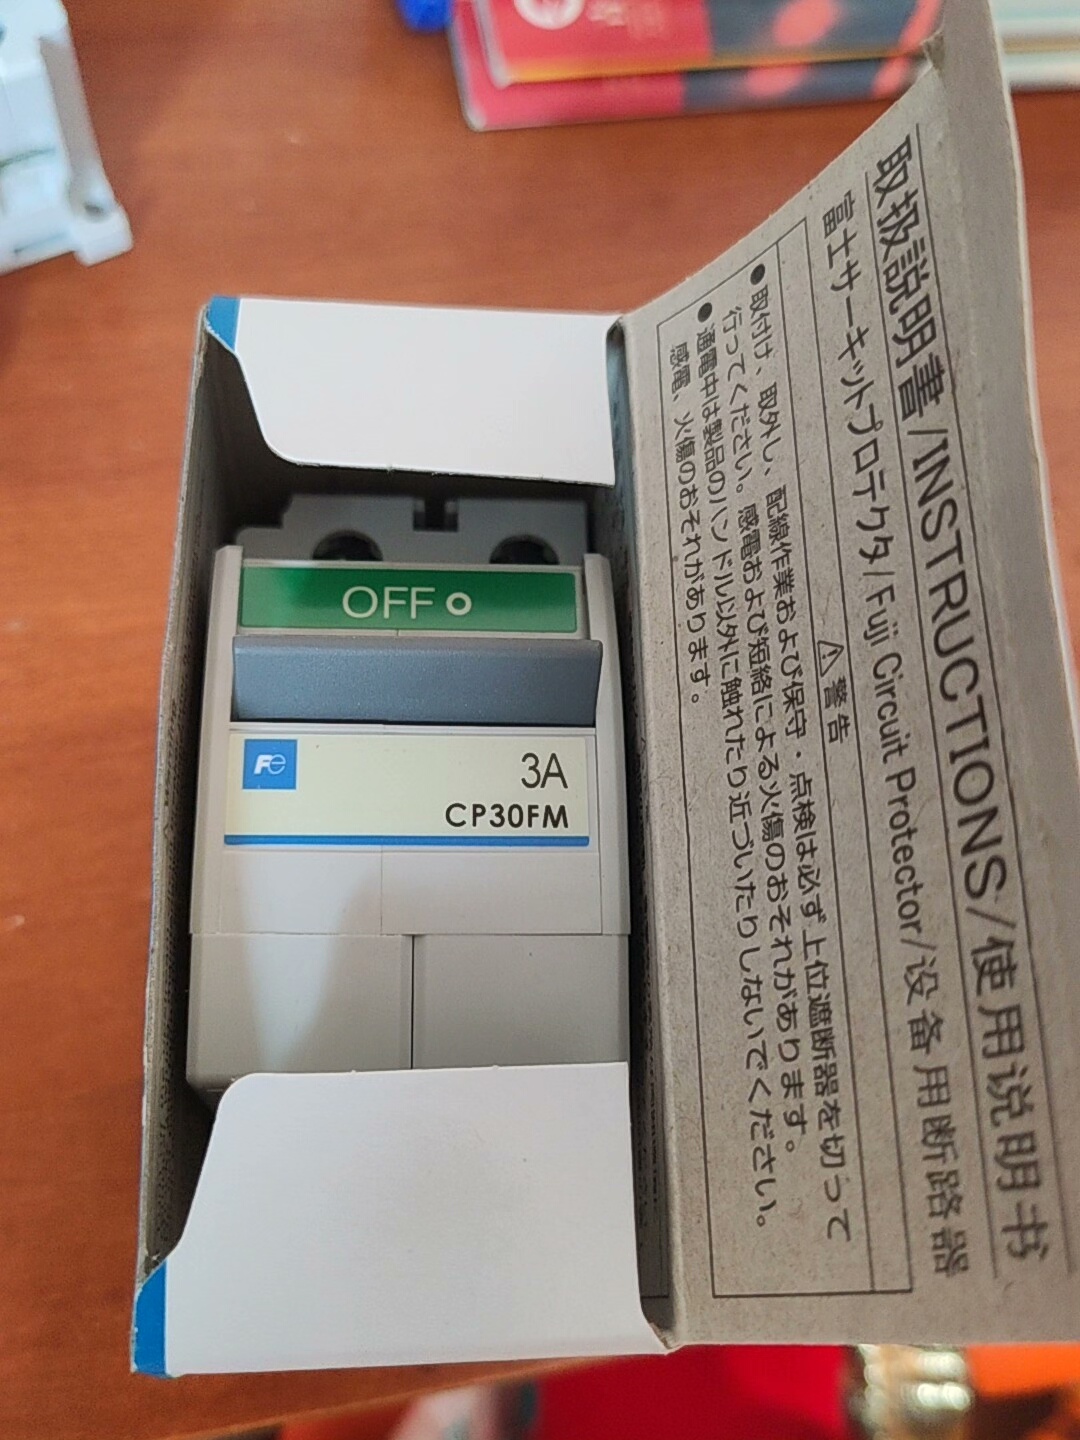 OFF
Fe
3A
CP30FM
取扱説明書/INSTRUCTIONS/使用说明书
富士サーキットプロテクタ/Fuji Circuit Protector/设备用断路器
⚠警告
●取付け、取外し、配線作業および保守・点検は必ず上位遮断器を切って
行ってください。感電および短絡による火傷のおそれがあります。
●通電中は製品のハンドル以外に触れたり近づいたりしないでください。
感電、火傷のおそれがあります。